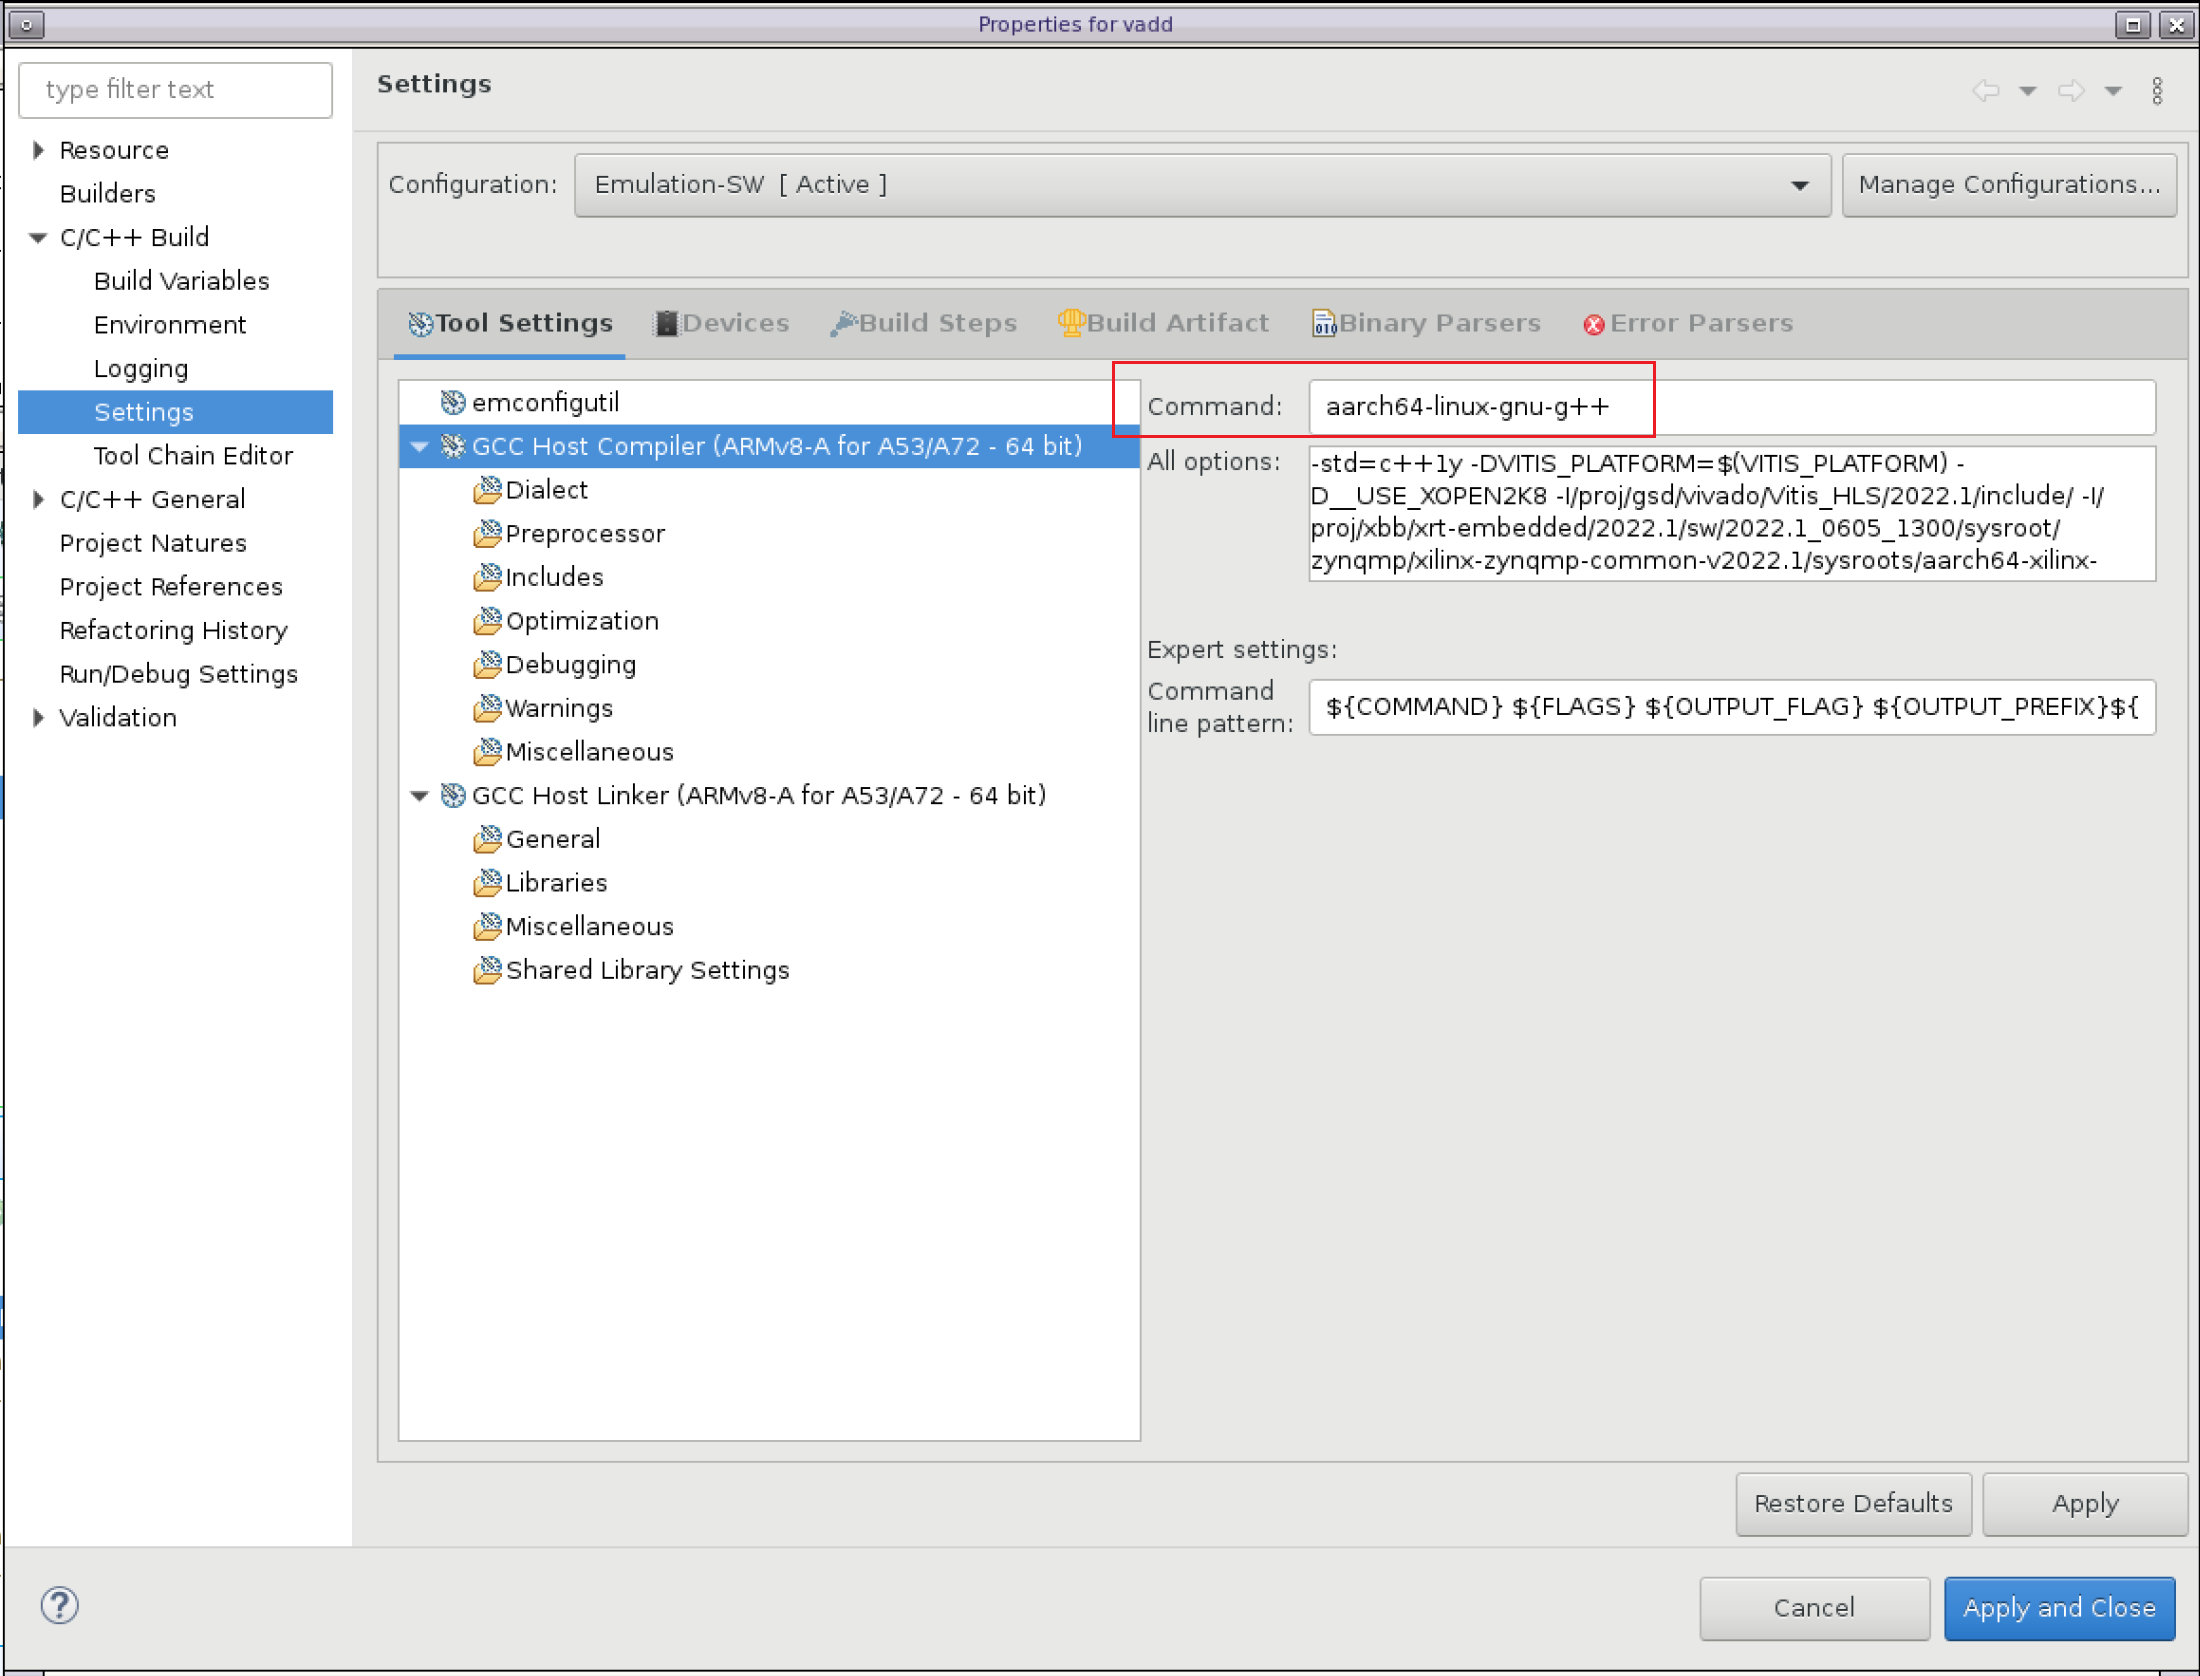 Properties for vadd
type filter text
Resource
Builders
C/C++ Build
Build Variables
Environment
Logging
Settings
Tool Chain Editor
C/C++ General
Project Natures
Project References
Refactoring History
Run/Debug Settings
Validation
Settings
Configuration: Emulation-SW [ Active ] Manage Configurations...
Tool Settings Devices Build Steps Build Artifact Binary Parsers Error Parsers
emconfigutil
GCC Host Compiler (ARMv8-A for A53/A72 - 64 bit)
Dialect
Preprocessor
Includes
Optimization
Debugging
Warnings
Miscellaneous
GCC Host Linker (ARMv8-A for A53/A72 - 64 bit)
General
Libraries
Miscellaneous
Shared Library Settings
Command: aarch64-linux-gnu-g++
All options:
-std=c++1y -DVITIS_PLATFORM=$(VITIS_PLATFORM) -
D__USE_XOPEN2K8 -I/proj/gsd/vivado/Vitis_HLS/2022.1/include/ -I/
proj/xbb/xrt-embedded/2022.1/sw/2022.1_0605_1300/sysroot/
zynqmp/xilinx-zynqmp-common-v2022.1/sysroots/aarch64-xilinx-
Expert settings:
Command
line pattern:
${COMMAND} ${FLAGS} ${OUTPUT_FLAG} ${OUTPUT_PREFIX}${
Restore Defaults Apply
Cancel Apply and Close